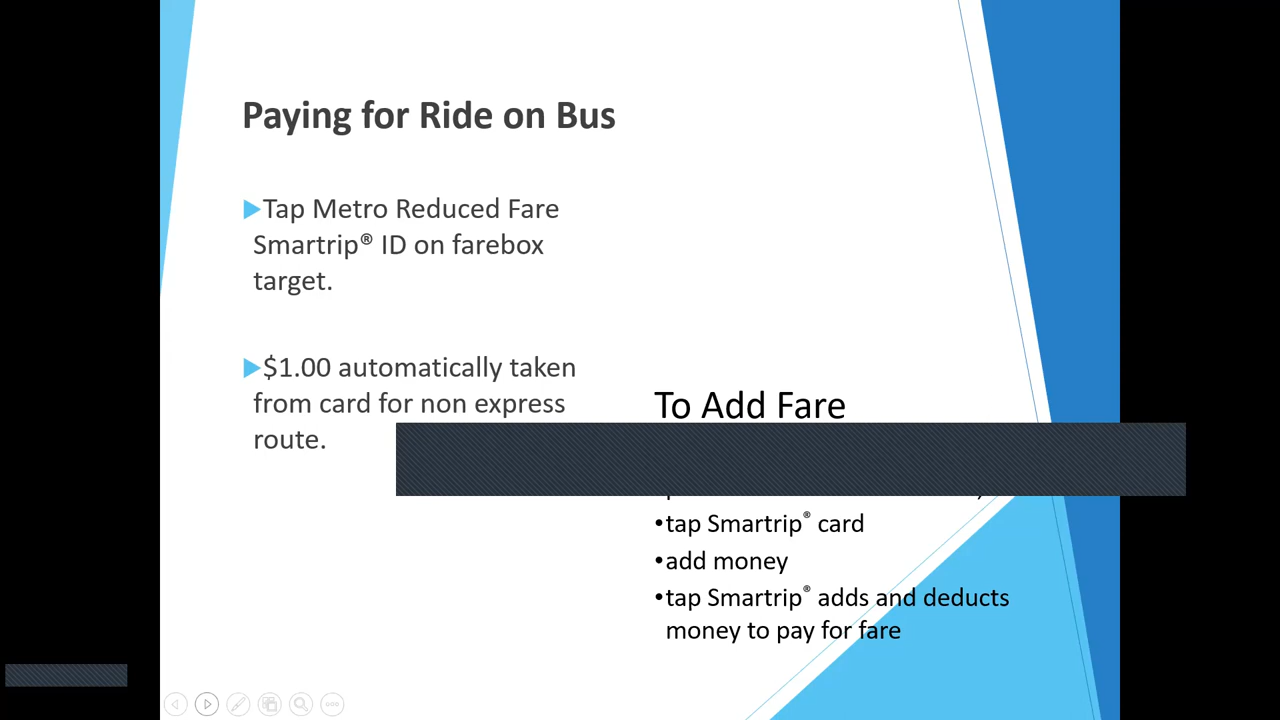 Paying for Ride on Bus
Tap Metro Reduced Fare
Smartrip® ID on farebox
target.
$1.00 automatically taken
from card for non express
route.
To Add Fare
•tap Smartrip® card
•add money
•tap Smartrip® adds and deducts
money to pay for fare